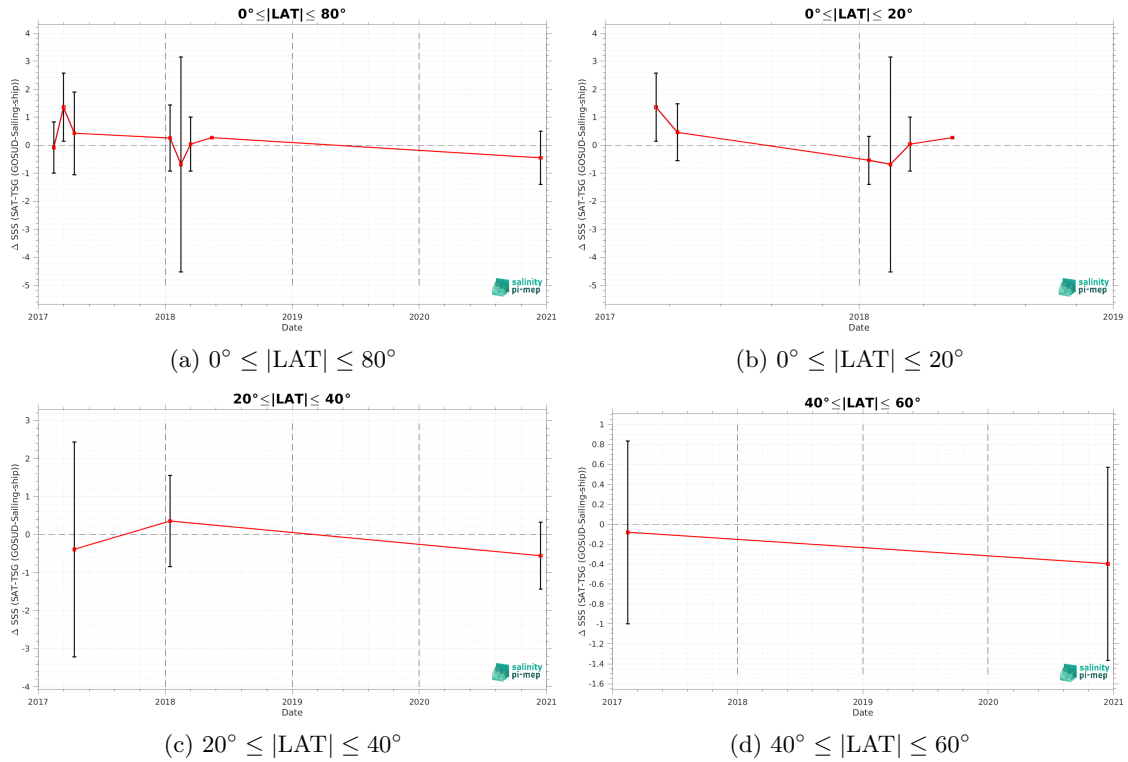 0°≤|LAT|≤ 80°
4
3
2
1
0
-1
-2
-3
-4
-5
Δ SSS (SAT-TSG (GOSUD-Sailing-ship))
salinity
pi-mep
2017 2018 2019 2020 2021
Date
(a) 0° ≤ |LAT| ≤ 80°
0°≤|LAT|≤ 20°
4
3
2
1
0
-1
-2
-3
-4
-5
Δ SSS (SAT-TSG (GOSUD-Sailing-ship))
salinity
pi-mep
2017 2018 2019
Date
(b) 0° ≤ |LAT| ≤ 20°
20°≤|LAT|≤ 40°
3
2
1
0
-1
-2
-3
-4
Δ SSS (SAT-TSG (GOSUD-Sailing-ship))
salinity
pi-mep
2017 2018 2019 2020 2021
Date
(c) 20° ≤ |LAT| ≤ 40°
40°≤|LAT|≤ 60°
1
0.8
0.6
0.4
0.2
0
-0.2
-0.4
-0.6
-0.8
-1
-1.2
-1.4
-1.6
Δ SSS (SAT-TSG (GOSUD-Sailing-ship))
salinity
pi-mep
2017 2018 2019 2020 2021
Date
(d) 40° ≤ |LAT| ≤ 60°